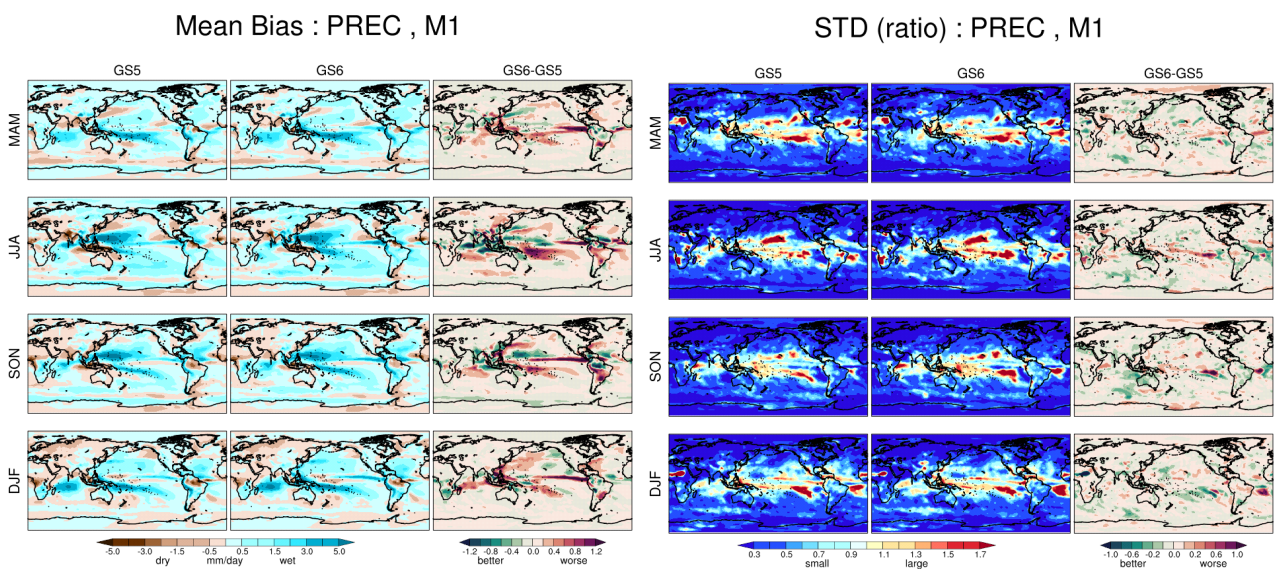 Mean Bias : PREC , M1
GS5 GS6 GS6-GS5
MAM
JJA
SON
DJF
-5.0 -3.0 -1.5 -0.5 0.5 1.5 3.0 5.0
dry mm/day wet
-1.2 -0.8 -0.4 0.0 0.4 0.8 1.2
better worse
STD (ratio) : PREC , M1
GS5 GS6 GS6-GS5
MAM
JJA
SON
DJF
0.3 0.5 0.7 0.9 1.1 1.3 1.5 1.7
small large
-1.0 -0.6 -0.2 0.2 0.6 1.0
better worse